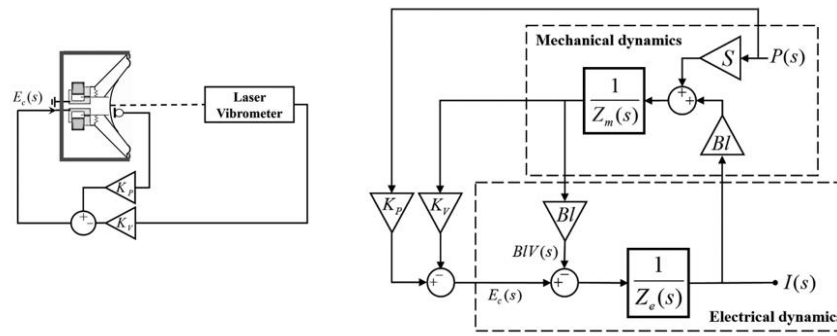 E_c(s)
Laser
Vibrometer
K_P
+
−
K_V
Mechanical dynamics
S
P(s)
1
Z_m(s)
+
+
Bl
K_P
K_V
Bl
BlV(s)
+
−
E_c(s)
+
−
1
Z_e(s)
I(s)
Electrical dynamics